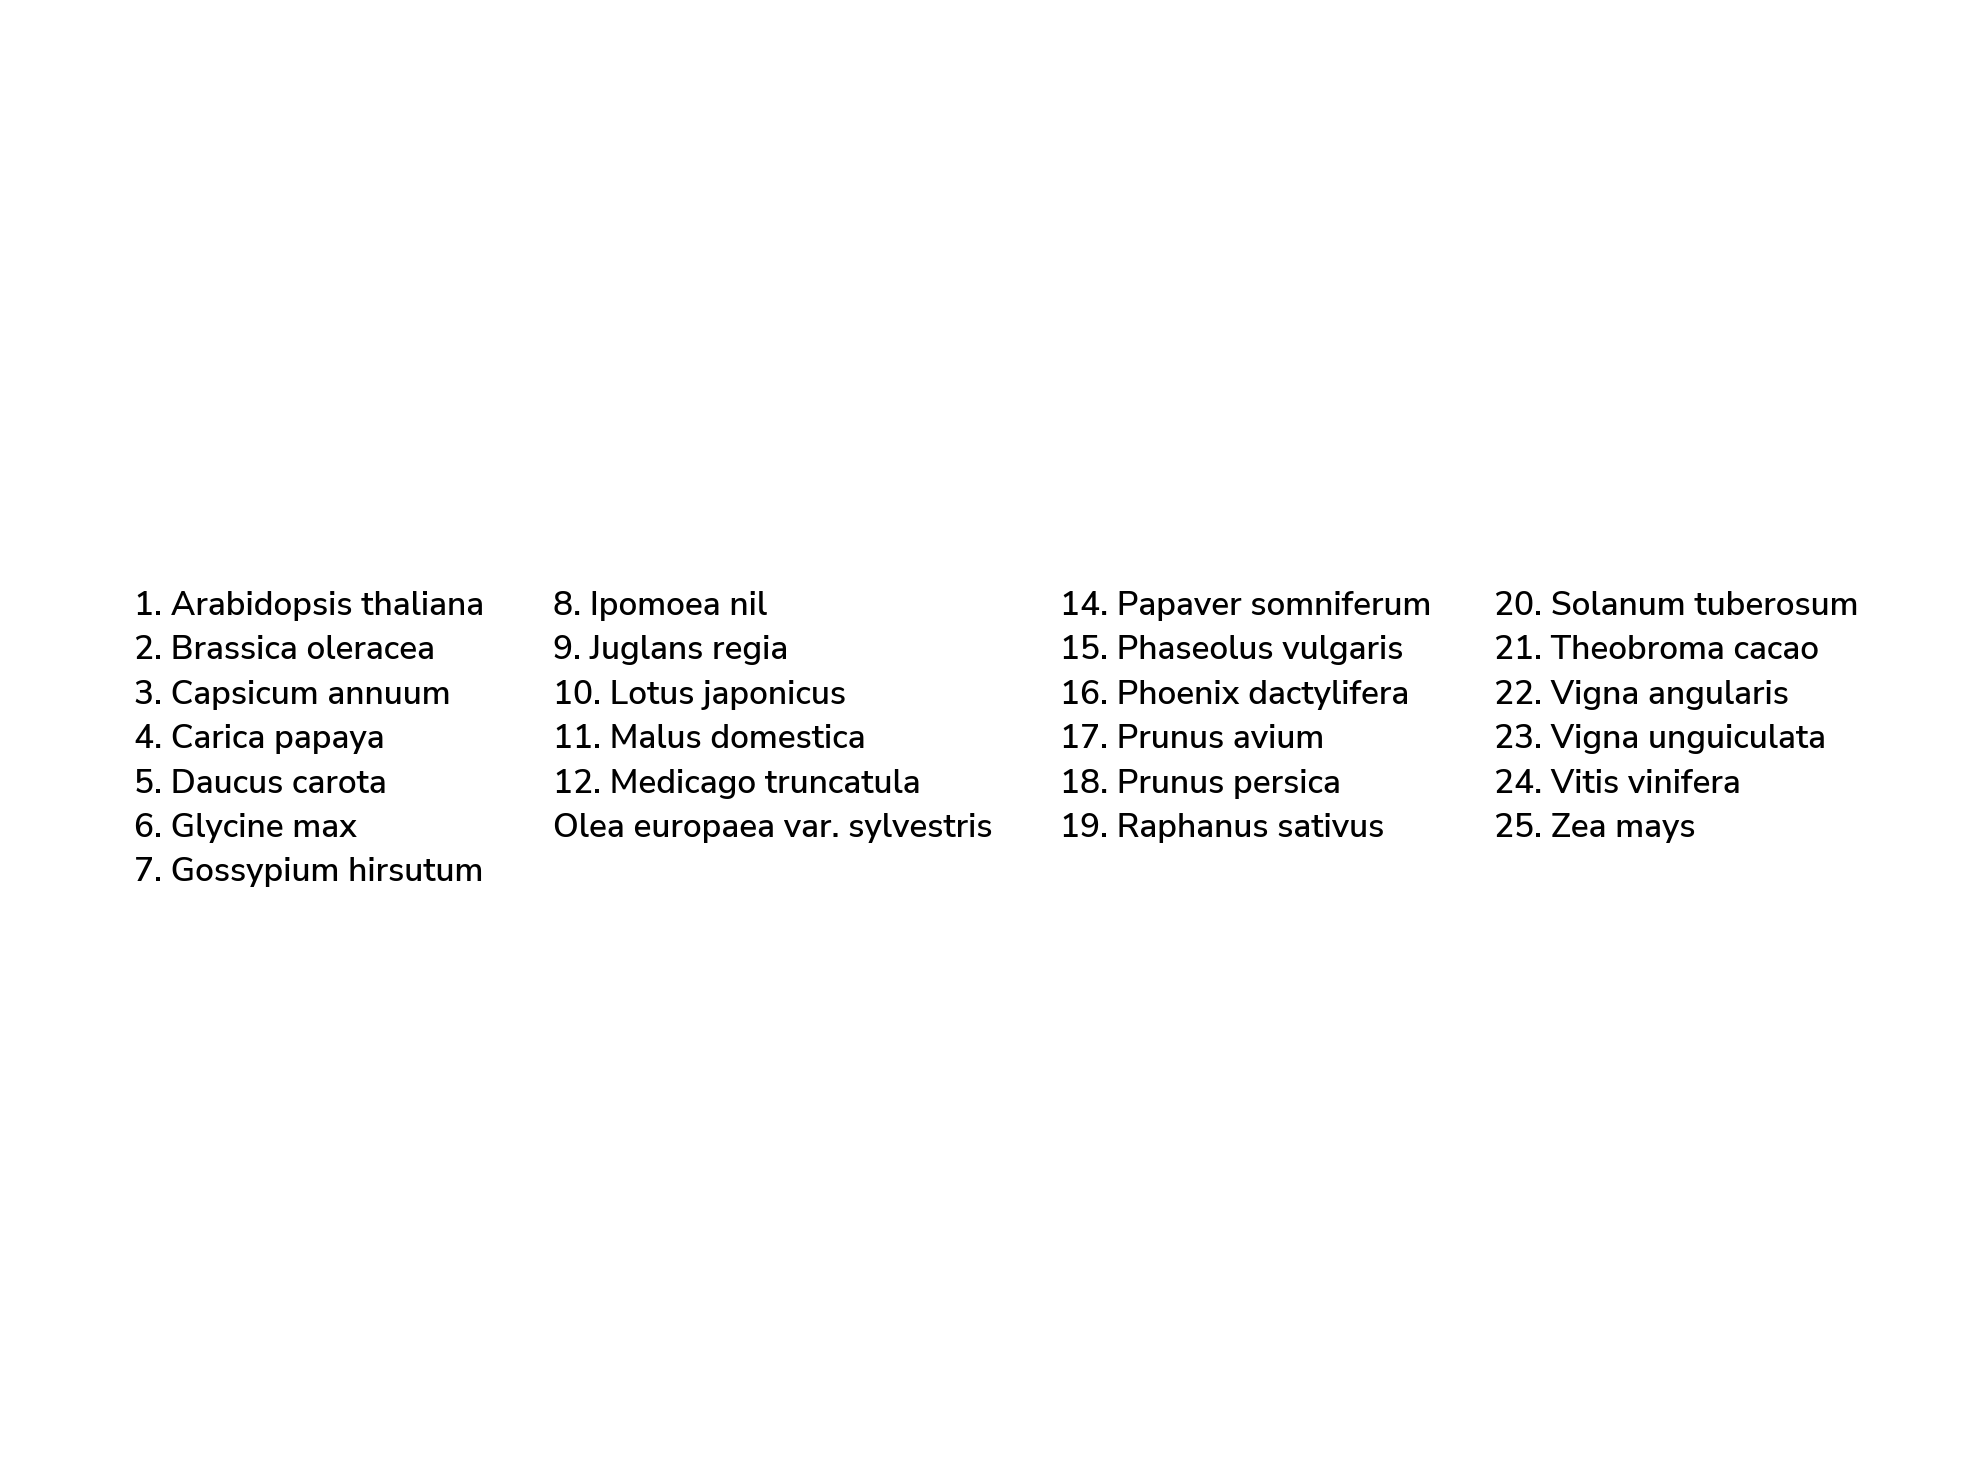 1. Arabidopsis thaliana
2. Brassica oleracea
3. Capsicum annuum
4. Carica papaya
5. Daucus carota
6. Glycine max
7. Gossypium hirsutum
8. Ipomoea nil
9. Juglans regia
10. Lotus japonicus
11. Malus domestica
12. Medicago truncatula
Olea europaea var. sylvestris
14. Papaver somniferum
15. Phaseolus vulgaris
16. Phoenix dactylifera
17. Prunus avium
18. Prunus persica
19. Raphanus sativus
20. Solanum tuberosum
21. Theobroma cacao
22. Vigna angularis
23. Vigna unguiculata
24. Vitis vinifera
25. Zea mays